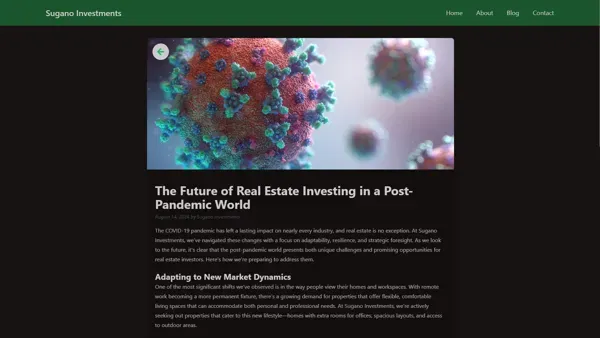 Sugano Investments
Home About Blog Contact
The Future of Real Estate Investing in a Post-
Pandemic World
August 14, 2024 by Sugano Investments
The COVID-19 pandemic has left a lasting impact on nearly every industry, and real estate is no exception. At Sugano
Investments, we've navigated these changes with a focus on adaptability, resilience, and strategic foresight. As we look
to the future, it's clear that the post-pandemic world presents both unique challenges and promising opportunities for
real estate investors. Here's how we're preparing to address them.
Adapting to New Market Dynamics
One of the most significant shifts we've observed is in the way people view their homes and workspaces. With remote
work becoming a more permanent fixture, there's a growing demand for properties that offer flexible, comfortable
living spaces that can accommodate both personal and professional needs. At Sugano Investments, we're actively
seeking out properties that cater to this new lifestyle—homes with extra rooms for offices, spacious layouts, and access
to outdoor areas.